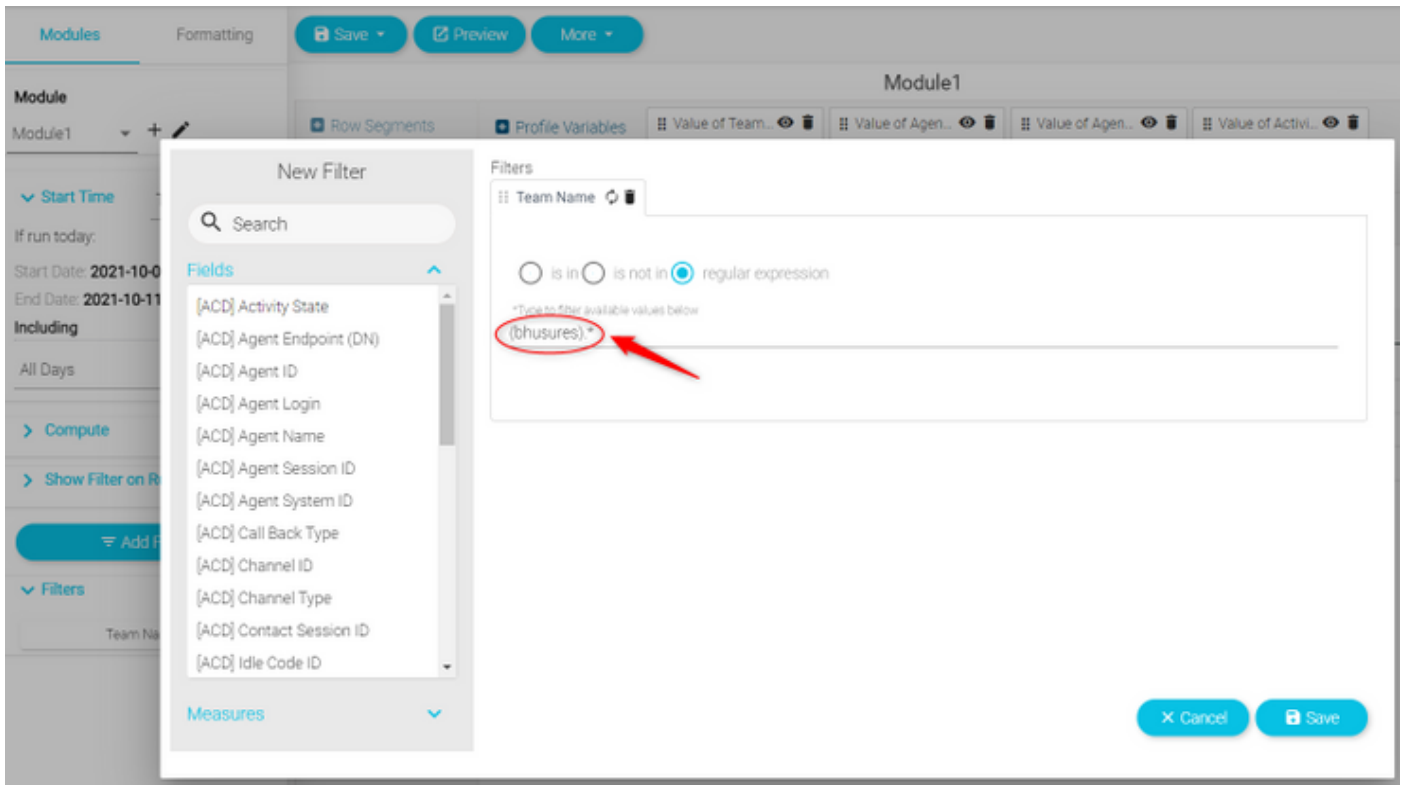 Modules Formatting Save Preview More
Module1
Module
Module1
Row Segments Profile Variables Value of Team... Value of Agen... Value of Agen... Value of Activi...
Start Time
If run today:
Start Date: 2021-10-0
End Date: 2021-10-11
Including
All Days
Compute
Show Filter on R
Add F
Filters
Team Na
New Filter
Search
Fields
[ACD] Activity State
[ACD] Agent Endpoint (DN)
[ACD] Agent ID
[ACD] Agent Login
[ACD] Agent Name
[ACD] Agent Session ID
[ACD] Agent System ID
[ACD] Call Back Type
[ACD] Channel ID
[ACD] Channel Type
[ACD] Contact Session ID
[ACD] Idle Code ID
Measures
Filters
Team Name
is in is not in regular expression
*Type to filter available values below
(bhusures).*
Cancel Save